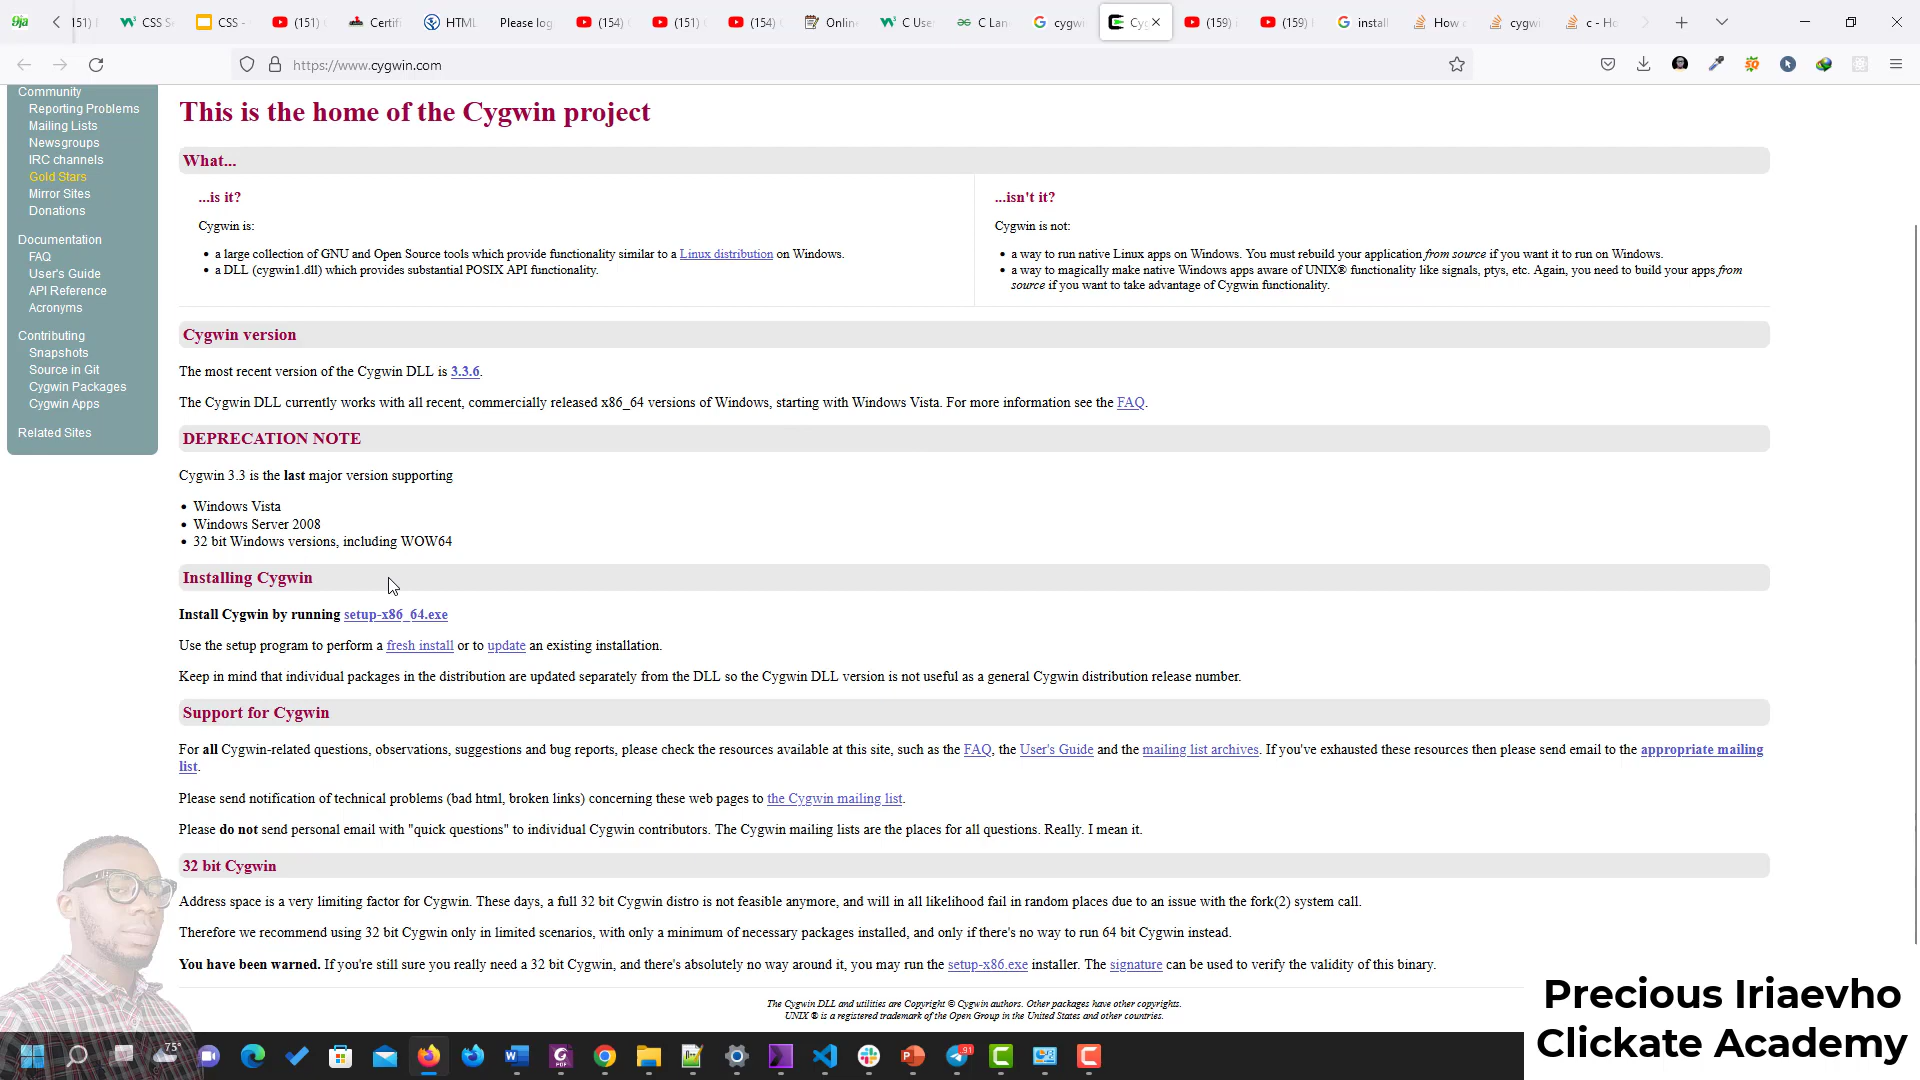 9ja
151)
CSS S
CSS -
(151)
Certifi
HTML
Please log
(154)
(151)
(154)
Onlin
C Use
C Lan
cygw
Cyg
(159)
(159)
install
How
cygwi
c - Ho
https://www.cygwin.com
Community
Reporting Problems
Mailing Lists
Newsgroups
IRC channels
Gold Stars
Mirror Sites
Donations
Documentation
FAQ
User's Guide
API Reference
Acronyms
Contributing
Snapshots
Source in Git
Cygwin Packages
Cygwin Apps
Related Sites
This is the home of the Cygwin project
What...
...is it?
Cygwin is:
• a large collection of GNU and Open Source tools which provide functionality similar to a Linux distribution on Windows.
• a DLL (cygwin1.dll) which provides substantial POSIX API functionality.
...isn't it?
Cygwin is not:
• a way to run native Linux apps on Windows. You must rebuild your application from source if you want it to run on Windows.
• a way to magically make native Windows apps aware of UNIX® functionality like signals, ptys, etc. Again, you need to build your apps from
source if you want to take advantage of Cygwin functionality.
Cygwin version
The most recent version of the Cygwin DLL is 3.3.6.
The Cygwin DLL currently works with all recent, commercially released x86_64 versions of Windows, starting with Windows Vista. For more information see the FAQ.
DEPRECATION NOTE
Cygwin 3.3 is the last major version supporting
• Windows Vista
• Windows Server 2008
• 32 bit Windows versions, including WOW64
Installing Cygwin
Install Cygwin by running setup-x86_64.exe
Use the setup program to perform a fresh install or to update an existing installation.
Keep in mind that individual packages in the distribution are updated separately from the DLL so the Cygwin DLL version is not useful as a general Cygwin distribution release number.
Support for Cygwin
For all Cygwin-related questions, observations, suggestions and bug reports, please check the resources available at this site, such as the FAQ, the User's Guide and the mailing list archives. If you've exhausted these resources then please send email to the appropriate mailing
list.
Please send notification of technical problems (bad html, broken links) concerning these web pages to the Cygwin mailing list.
Please do not send personal email with "quick questions" to individual Cygwin contributors. The Cygwin mailing lists are the places for all questions. Really. I mean it.
32 bit Cygwin
Address space is a very limiting factor for Cygwin. These days, a full 32 bit Cygwin distro is not feasible anymore, and will in all likelihood fail in random places due to an issue with the fork(2) system call.
Therefore we recommend using 32 bit Cygwin only in limited scenarios, with only a minimum of necessary packages installed, and only if there's no way to run 64 bit Cygwin instead.
You have been warned. If you're still sure you really need a 32 bit Cygwin, and there's absolutely no way around it, you may run the setup-x86.exe installer. The signature can be used to verify the validity of this binary.
The Cygwin DLL and utilities are Copyright © Cygwin authors. Other packages have other copyrights.
UNIX ® is a registered trademark of the Open Group in the United States and other countries.
Precious Iriaevho
Clickate Academy
75°
91